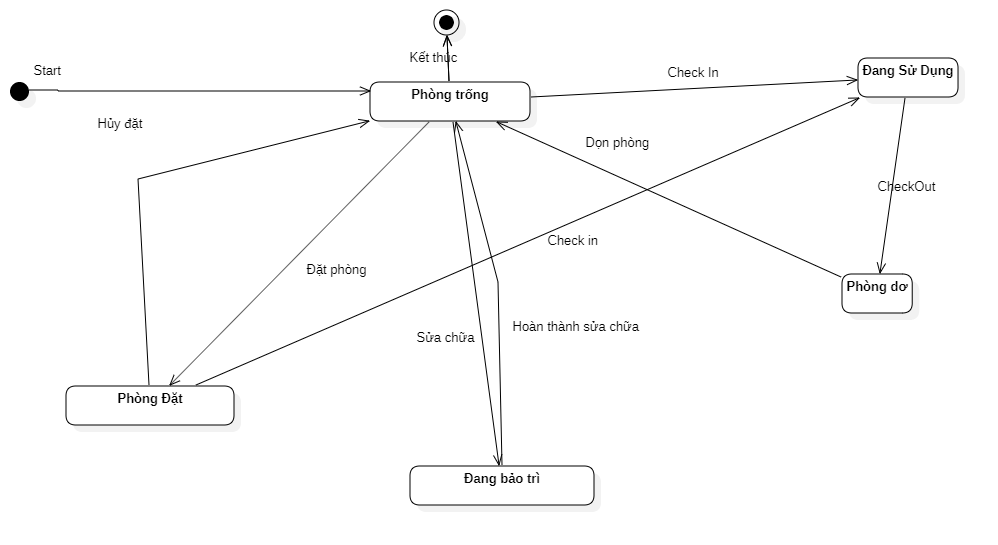 Kết thúc
Start
Đang Sử Dụng
Check In
Phòng trống
Hủy đặt
Dọn phòng
CheckOut
Check in
Đặt phòng
Phòng dơ
Hoàn thành sửa chữa
Sửa chữa
Phòng Đặt
Đang bảo trì